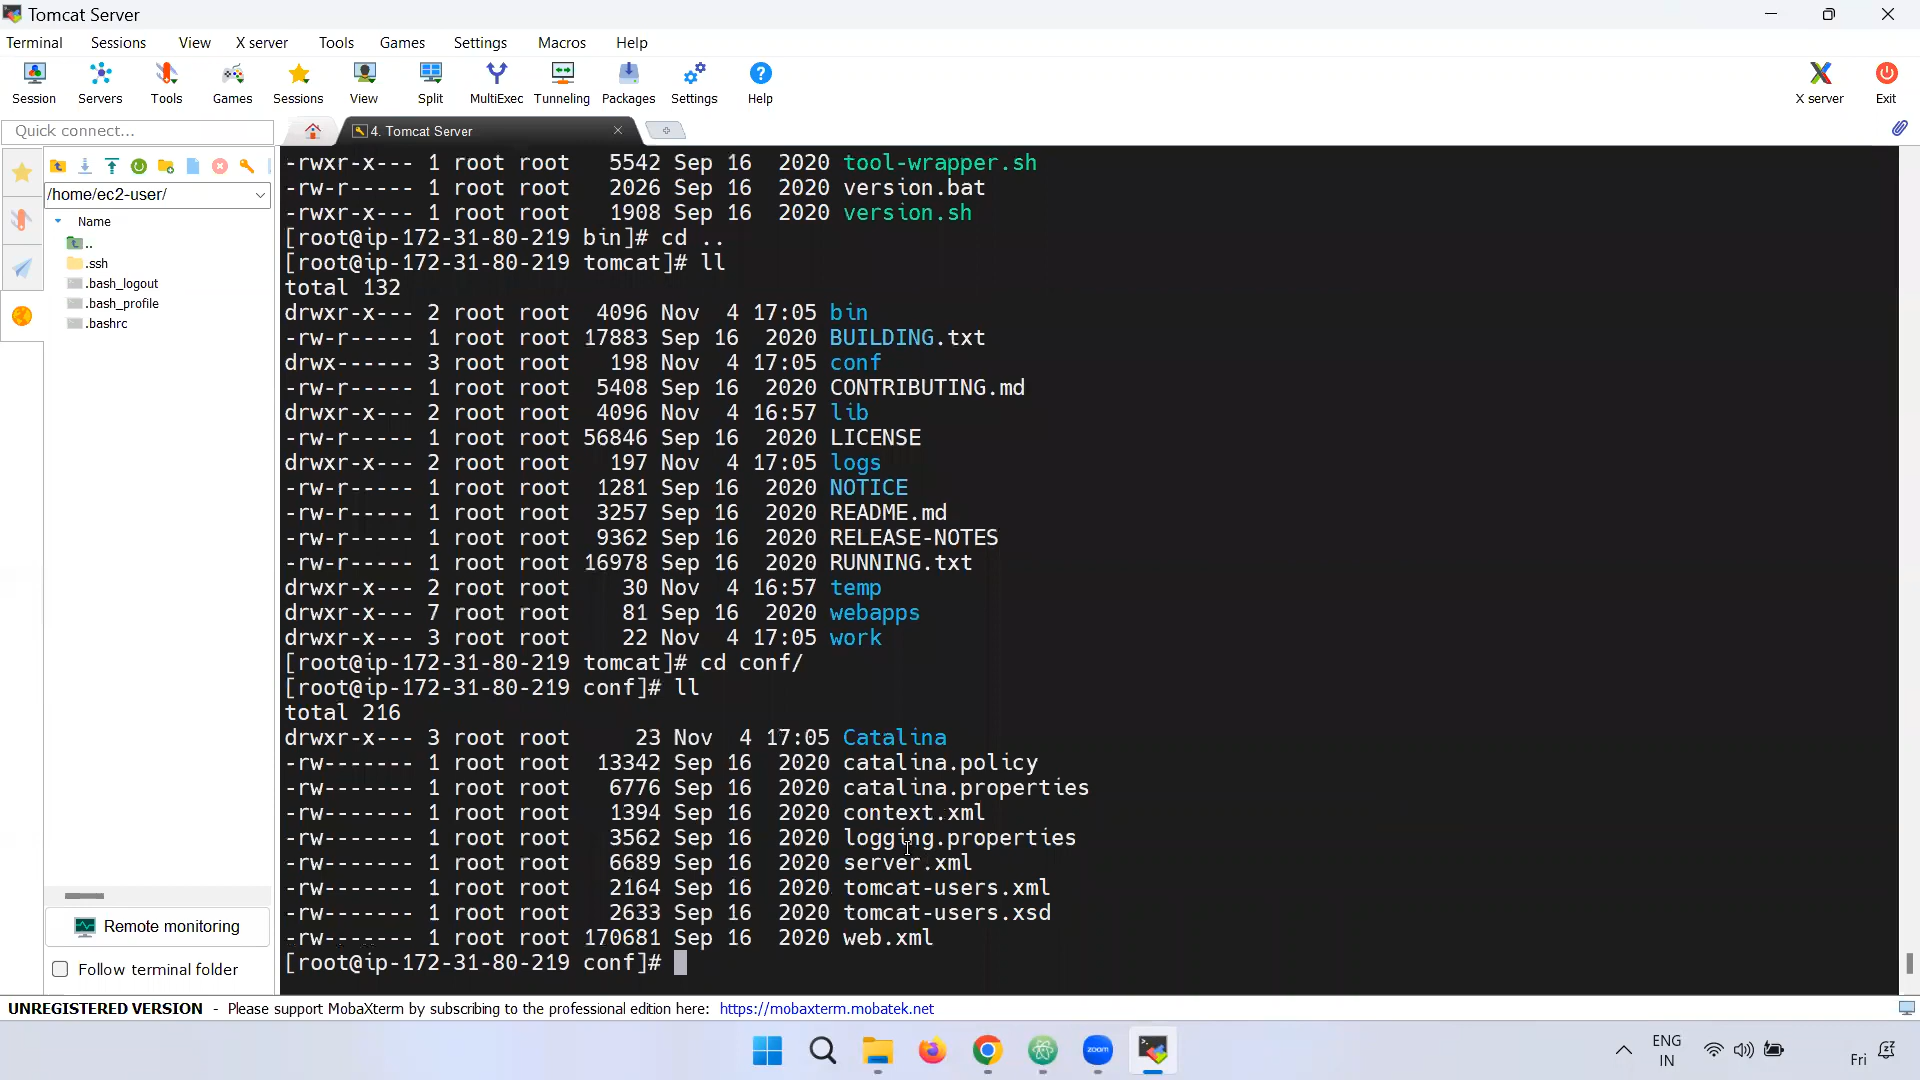 Tomcat Server
Terminal Sessions View X server Tools Games Settings Macros Help
Session Servers Tools Games Sessions View Split MultiExec Tunneling Packages Settings Help X server Exit
Quick connect...
4. Tomcat Server
/home/ec2-user/
Name
..
.ssh
.bash_logout
.bash_profile
.bashrc
Remote monitoring
Follow terminal folder
-rwxr-x--- 1 root root   5542 Sep 16  2020 tool-wrapper.sh
-rw-r----- 1 root root   2026 Sep 16  2020 version.bat
-rwxr-x--- 1 root root   1908 Sep 16  2020 version.sh
[root@ip-172-31-80-219 bin]# cd ..
[root@ip-172-31-80-219 tomcat]# ll
total 132
drwxr-x--- 2 root root  4096 Nov  4 17:05 bin
-rw-r----- 1 root root 17883 Sep 16  2020 BUILDING.txt
drwx------ 3 root root   198 Nov  4 17:05 conf
-rw-r----- 1 root root  5408 Sep 16  2020 CONTRIBUTING.md
drwxr-x--- 2 root root  4096 Nov  4 16:57 lib
-rw-r----- 1 root root 56846 Sep 16  2020 LICENSE
drwxr-x--- 2 root root   197 Nov  4 17:05 logs
-rw-r----- 1 root root  1281 Sep 16  2020 NOTICE
-rw-r----- 1 root root  3257 Sep 16  2020 README.md
-rw-r----- 1 root root  9362 Sep 16  2020 RELEASE-NOTES
-rw-r----- 1 root root 16978 Sep 16  2020 RUNNING.txt
drwxr-x--- 2 root root    30 Nov  4 16:57 temp
drwxr-x--- 7 root root    81 Sep 16  2020 webapps
drwxr-x--- 3 root root    22 Nov  4 17:05 work
[root@ip-172-31-80-219 tomcat]# cd conf/
[root@ip-172-31-80-219 conf]# ll
total 216
drwxr-x--- 3 root root     23 Nov  4 17:05 Catalina
-rw------- 1 root root  13342 Sep 16  2020 catalina.policy
-rw------- 1 root root   6776 Sep 16  2020 catalina.properties
-rw------- 1 root root   1394 Sep 16  2020 context.xml
-rw------- 1 root root   3562 Sep 16  2020 logging.properties
-rw------- 1 root root   6689 Sep 16  2020 server.xml
-rw------- 1 root root   2164 Sep 16  2020 tomcat-users.xml
-rw------- 1 root root   2633 Sep 16  2020 tomcat-users.xsd
-rw------- 1 root root 170681 Sep 16  2020 web.xml
[root@ip-172-31-80-219 conf]#
UNREGISTERED VERSION - Please support MobaXterm by subscribing to the professional edition here: https://mobaxterm.mobatek.net
zoom
ENG
IN
Fri